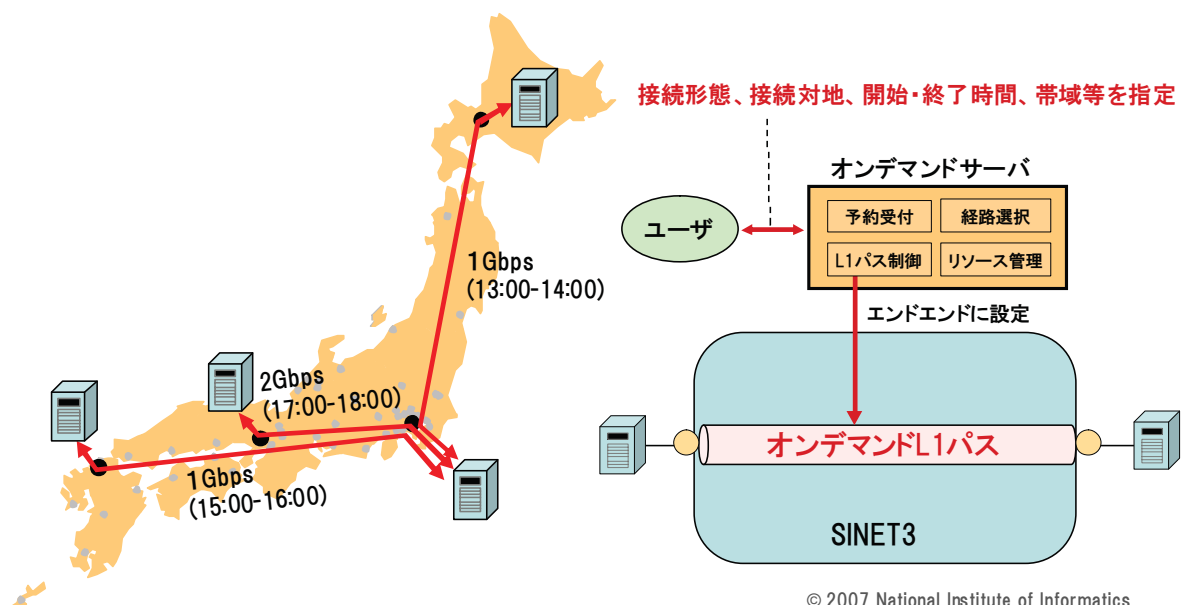 接続形態、接続対地、開始・終了時間、帯域等を指定
オンデマンドサーバ
予約受付
経路選択
ユーザ
L1パス制御
リソース管理
1Gbps
(13:00-14:00)
エンドエンドに設定
2Gbps
(17:00-18:00)
オンデマンドL1パス
1Gbps
(15:00-16:00)
SINET3
© 2007 National Institute of Informatics